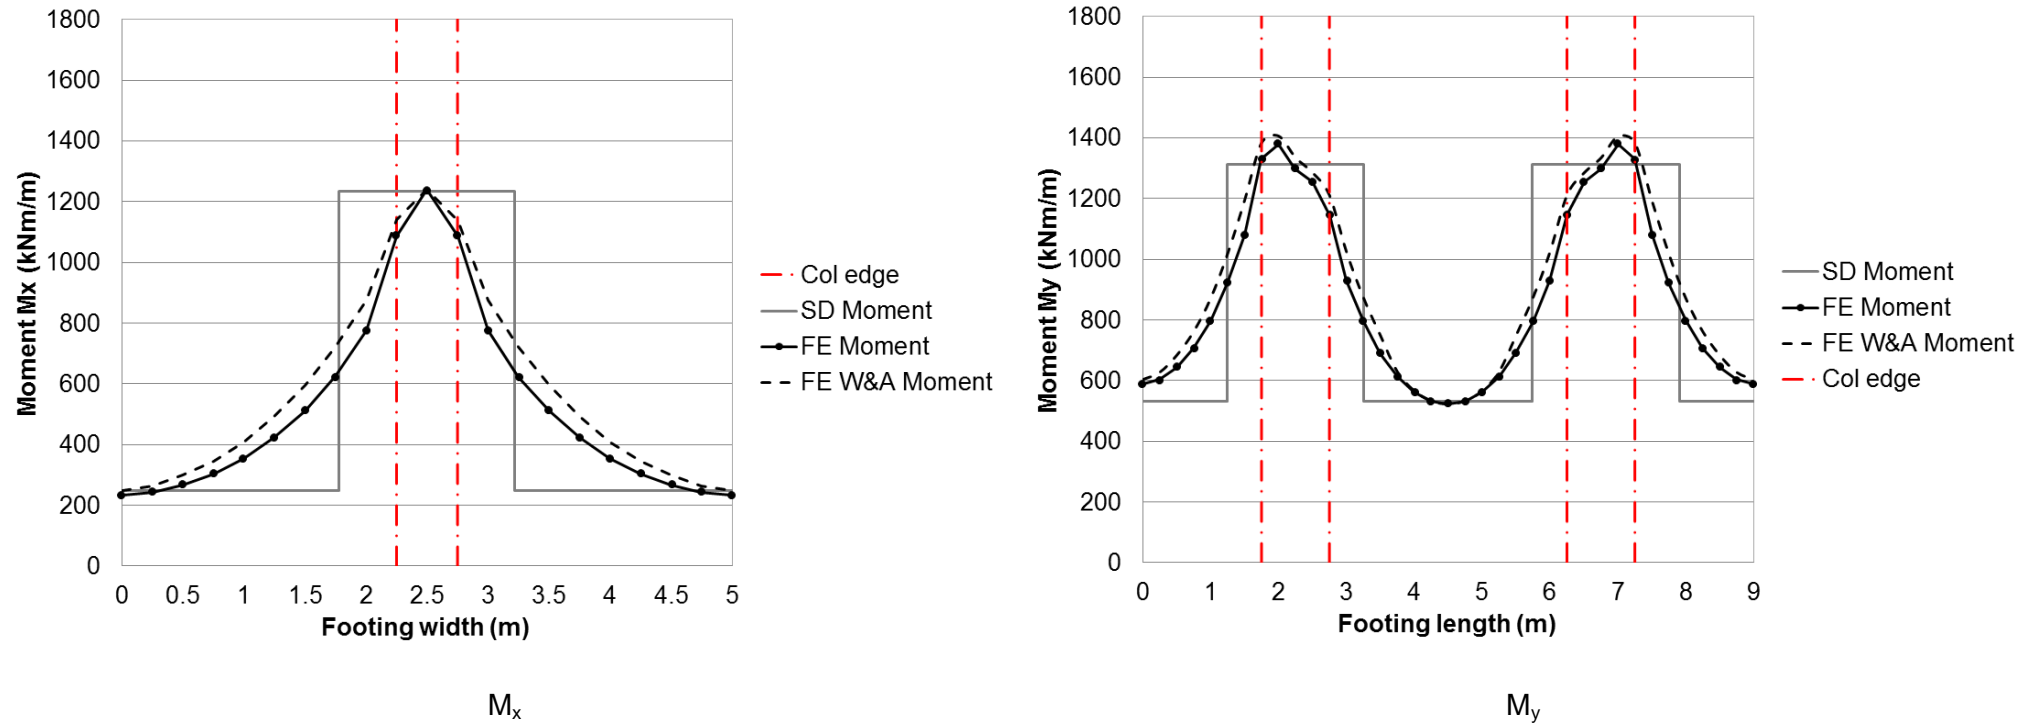 1800
1600
1400
1200
1000
800
600
400
200
0
Moment Mx (kNm/m)
0 0.5 1 1.5 2 2.5 3 3.5 4 4.5 5
Footing width (m)
Col edge
SD Moment
FE Moment
FE W&A Moment
Mx
1800
1600
1400
1200
1000
800
600
400
200
0
Moment My (kNm/m)
0 1 2 3 4 5 6 7 8 9
Footing length (m)
SD Moment
FE Moment
FE W&A Moment
Col edge
My